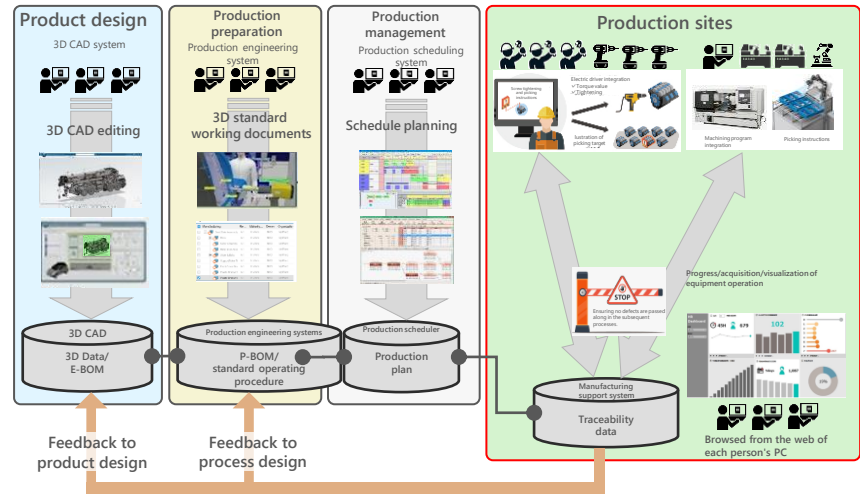 Product design
3D CAD system
3D CAD editing
3D CAD
3D Data/
E-BOM
Production
preparation
Production engineering
system
3D standard
working documents
Production engineering systems
P-BOM/
standard operating
procedure
Production
management
Production scheduling
system
Schedule planning
Production scheduler
Production
plan
Production sites
Screw tightening
and picking
instructions
Electric driver integration
✓Torque value
✓Tightening
lustration of
picking target
Machining program
integration
Picking instructions
STOP
Ensuring no defects are passed
along in the subsequent
processes.
Progress/acquisition/visualization of
equipment operation
102
Manufacturing
support system
Traceability
data
Browsed from the web of
each person's PC
Feedback to
product design
Feedback to
process design